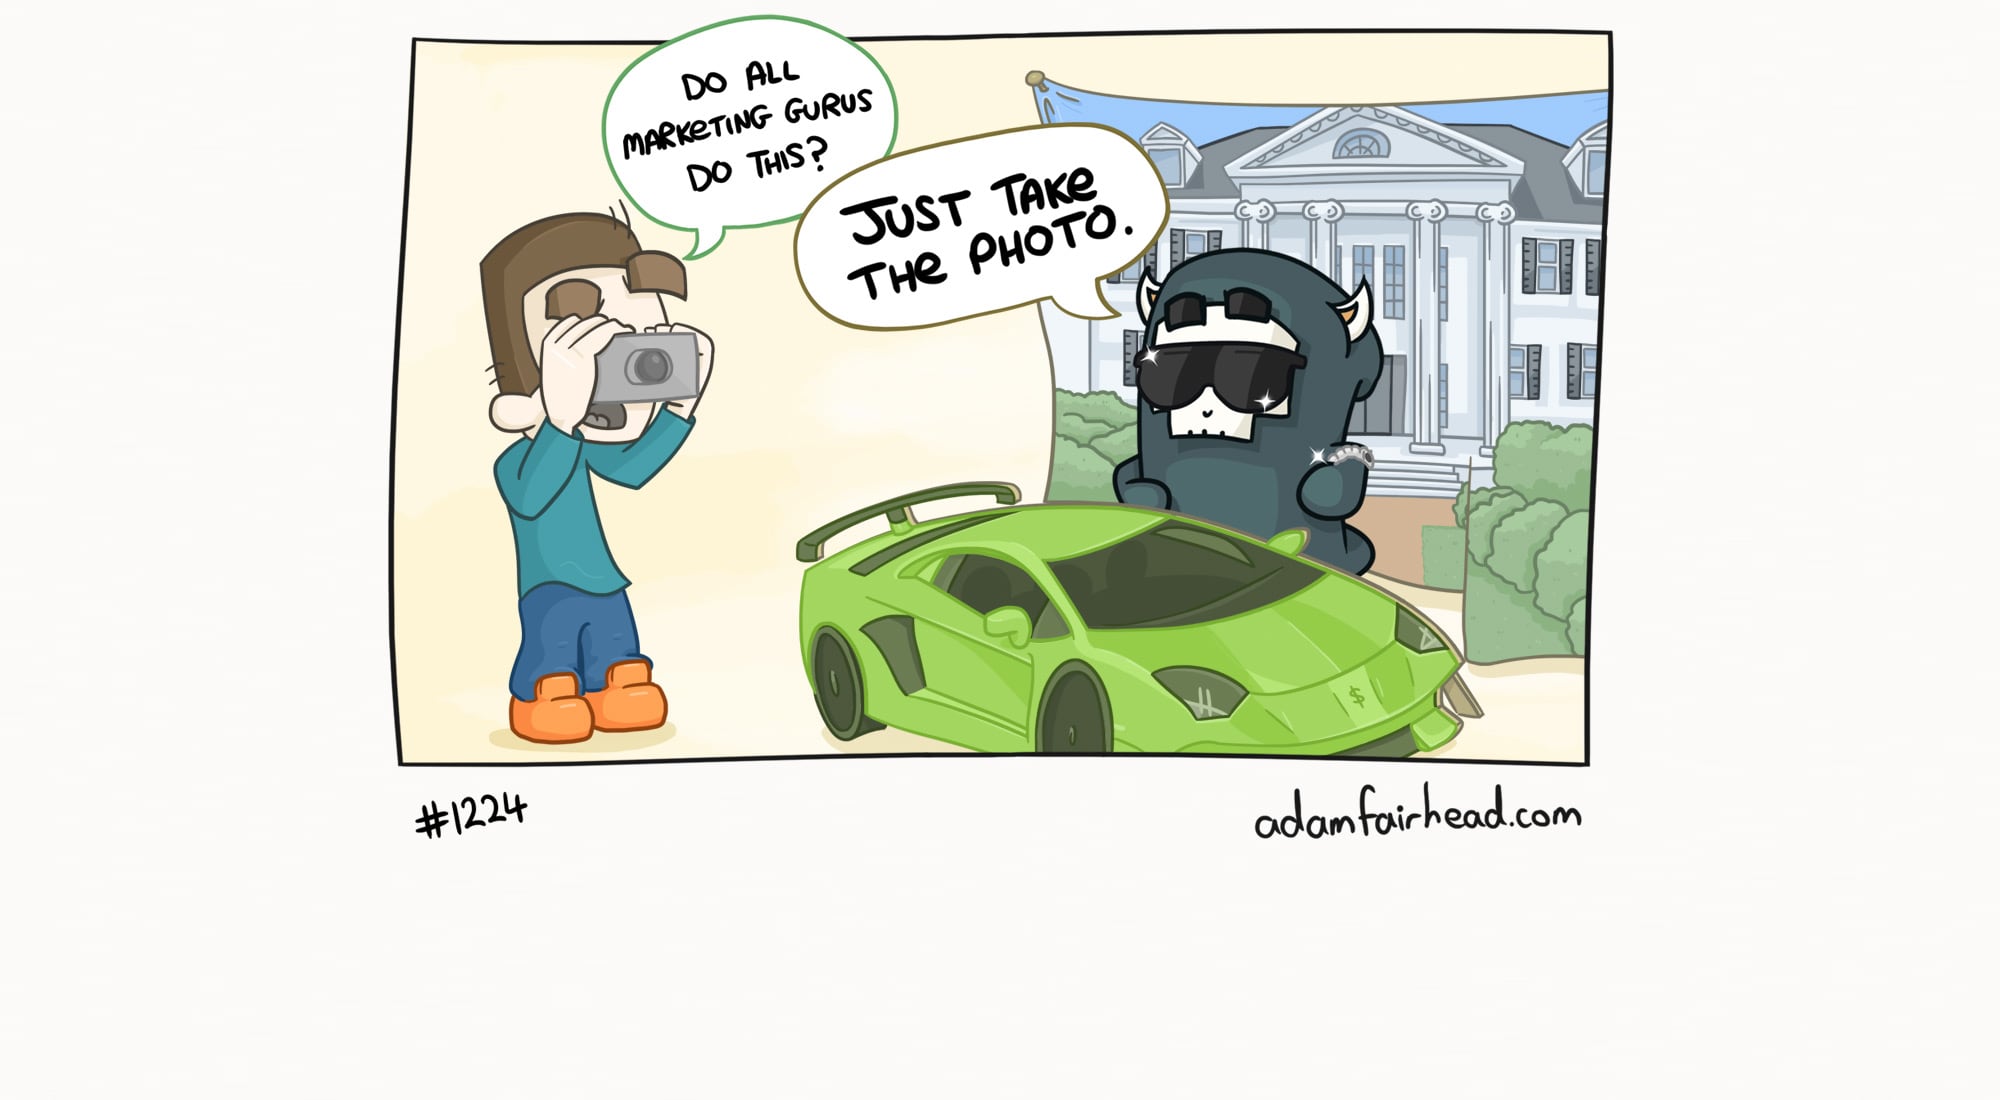 DO ALL
MARKETING GURUS
DO THIS?
JUST TAKE
THE PHOTO.
$
#1224
adamfairhead.com